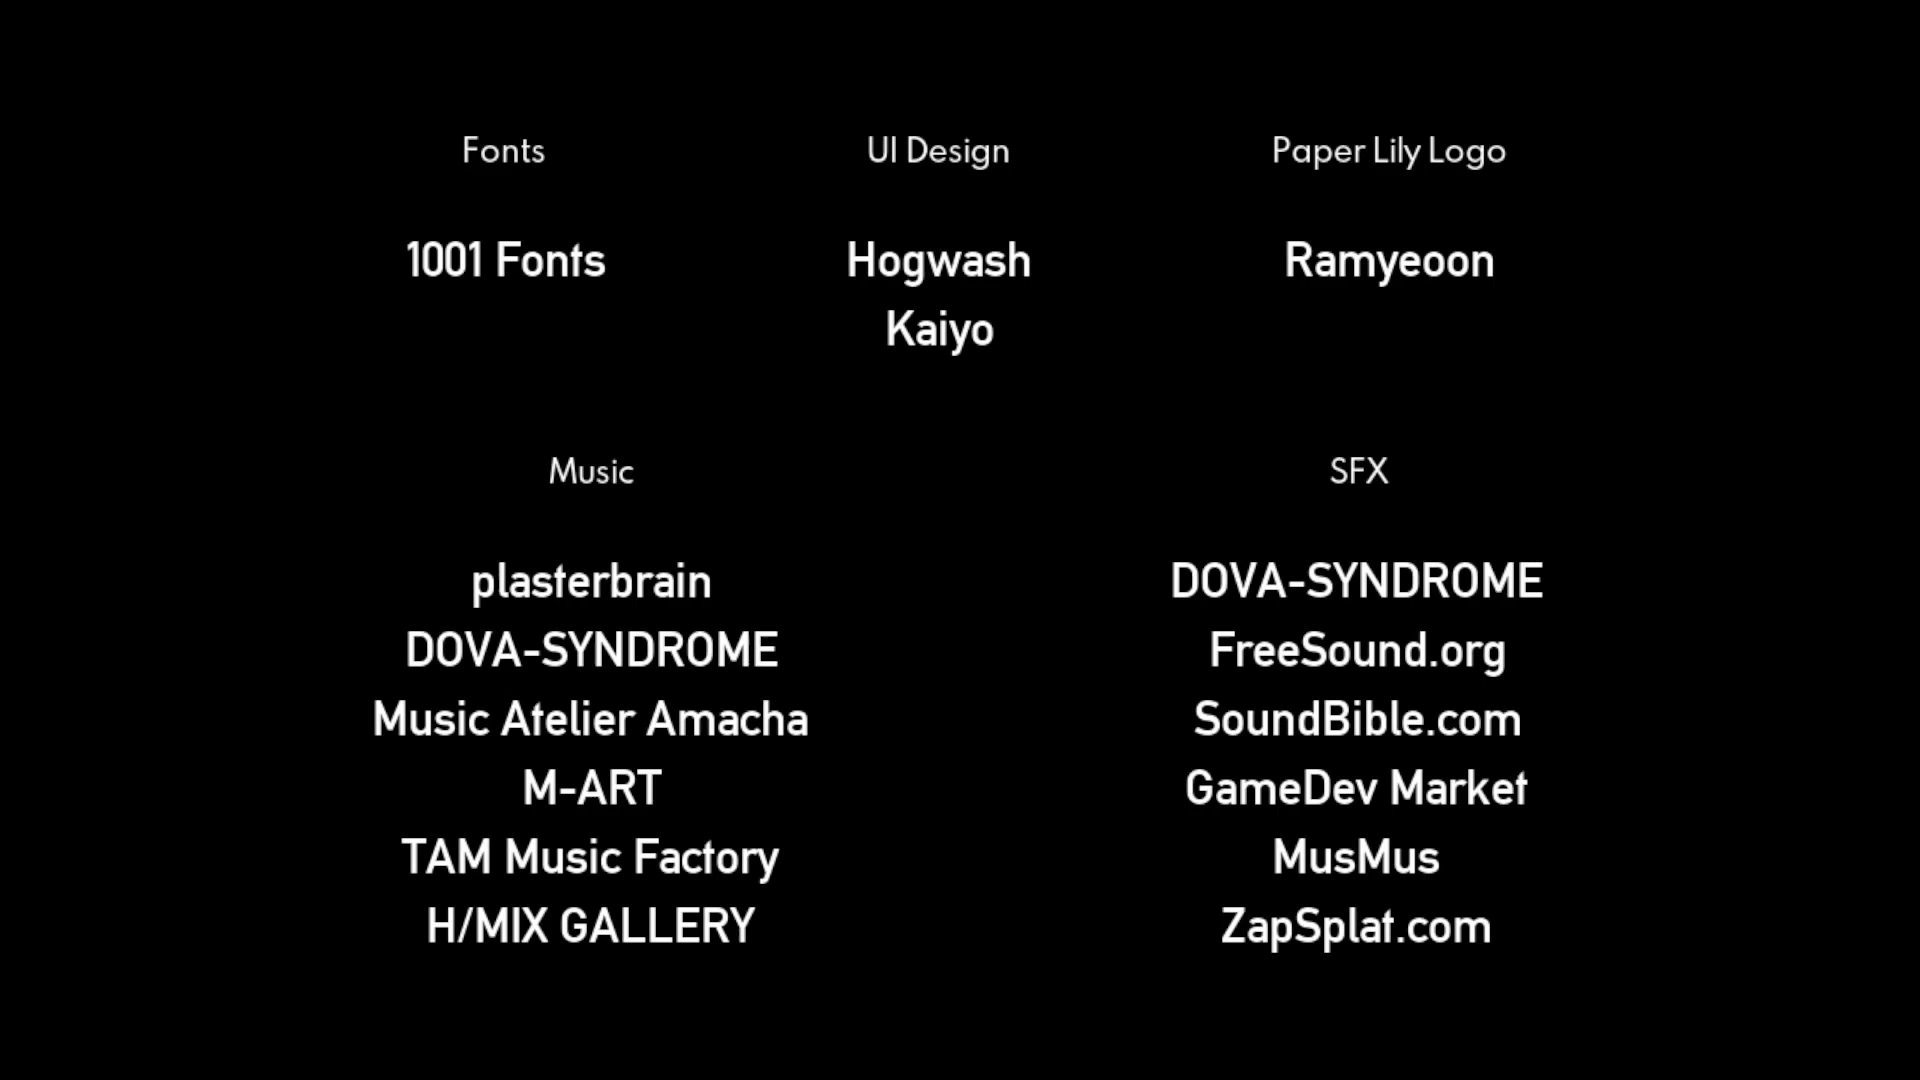 Fonts
UI Design
Paper Lily Logo
1001 Fonts
Hogwash
Ramyeoon
Kaiyo
Music
SFX
plasterbrain
DOVA-SYNDROME
Music Atelier Amacha
M-ART
TAM Music Factory
H/MIX GALLERY
DOVA-SYNDROME
FreeSound.org
SoundBible.com
GameDev Market
MusMus
ZapSplat.com